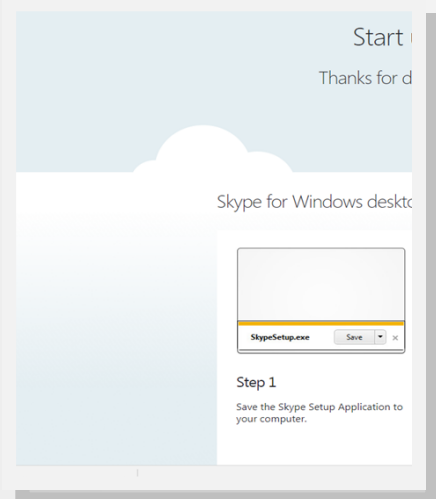 Start
Thanks for d
Skype for Windows deskto
SkypeSetup.exe
Save
Step 1
Save the Skype Setup Application to
your computer.